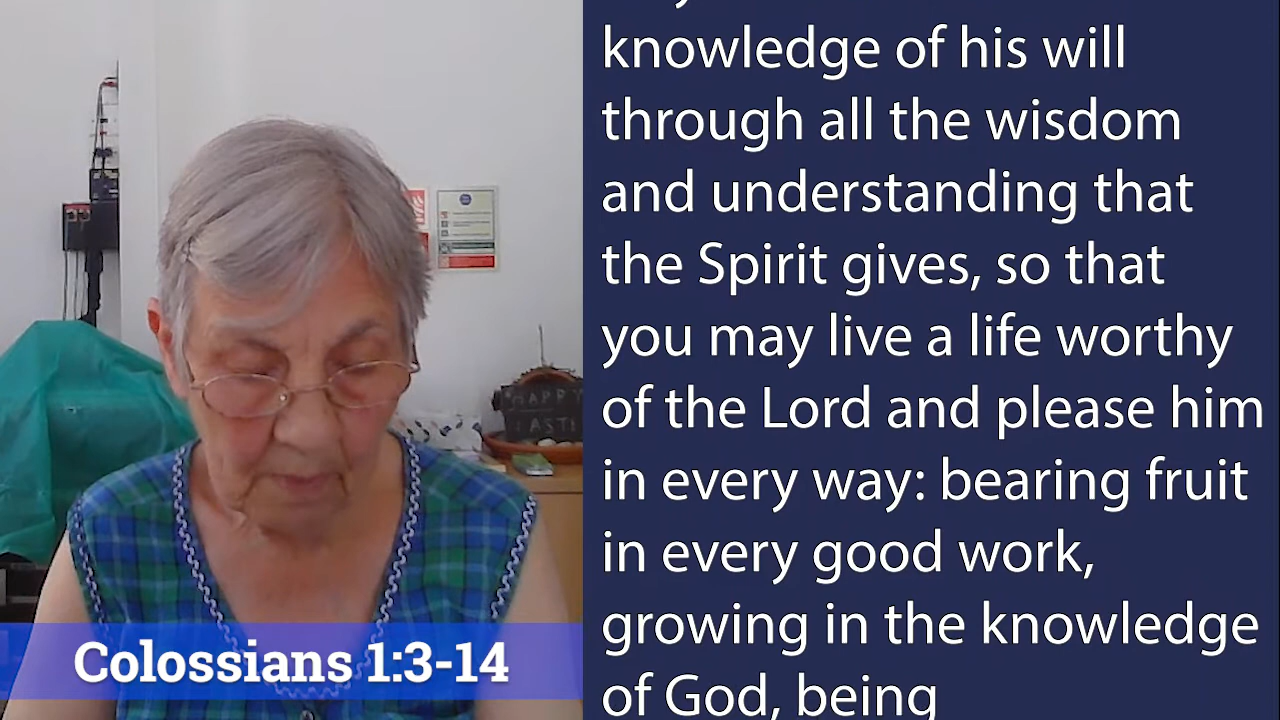 knowledge of his will
through all the wisdom
and understanding that
the Spirit gives, so that
you may live a life worthy
of the Lord and please him
in every way: bearing fruit
in every good work,
growing in the knowledge
of God, being
HAPPY
Colossians 1:3-14